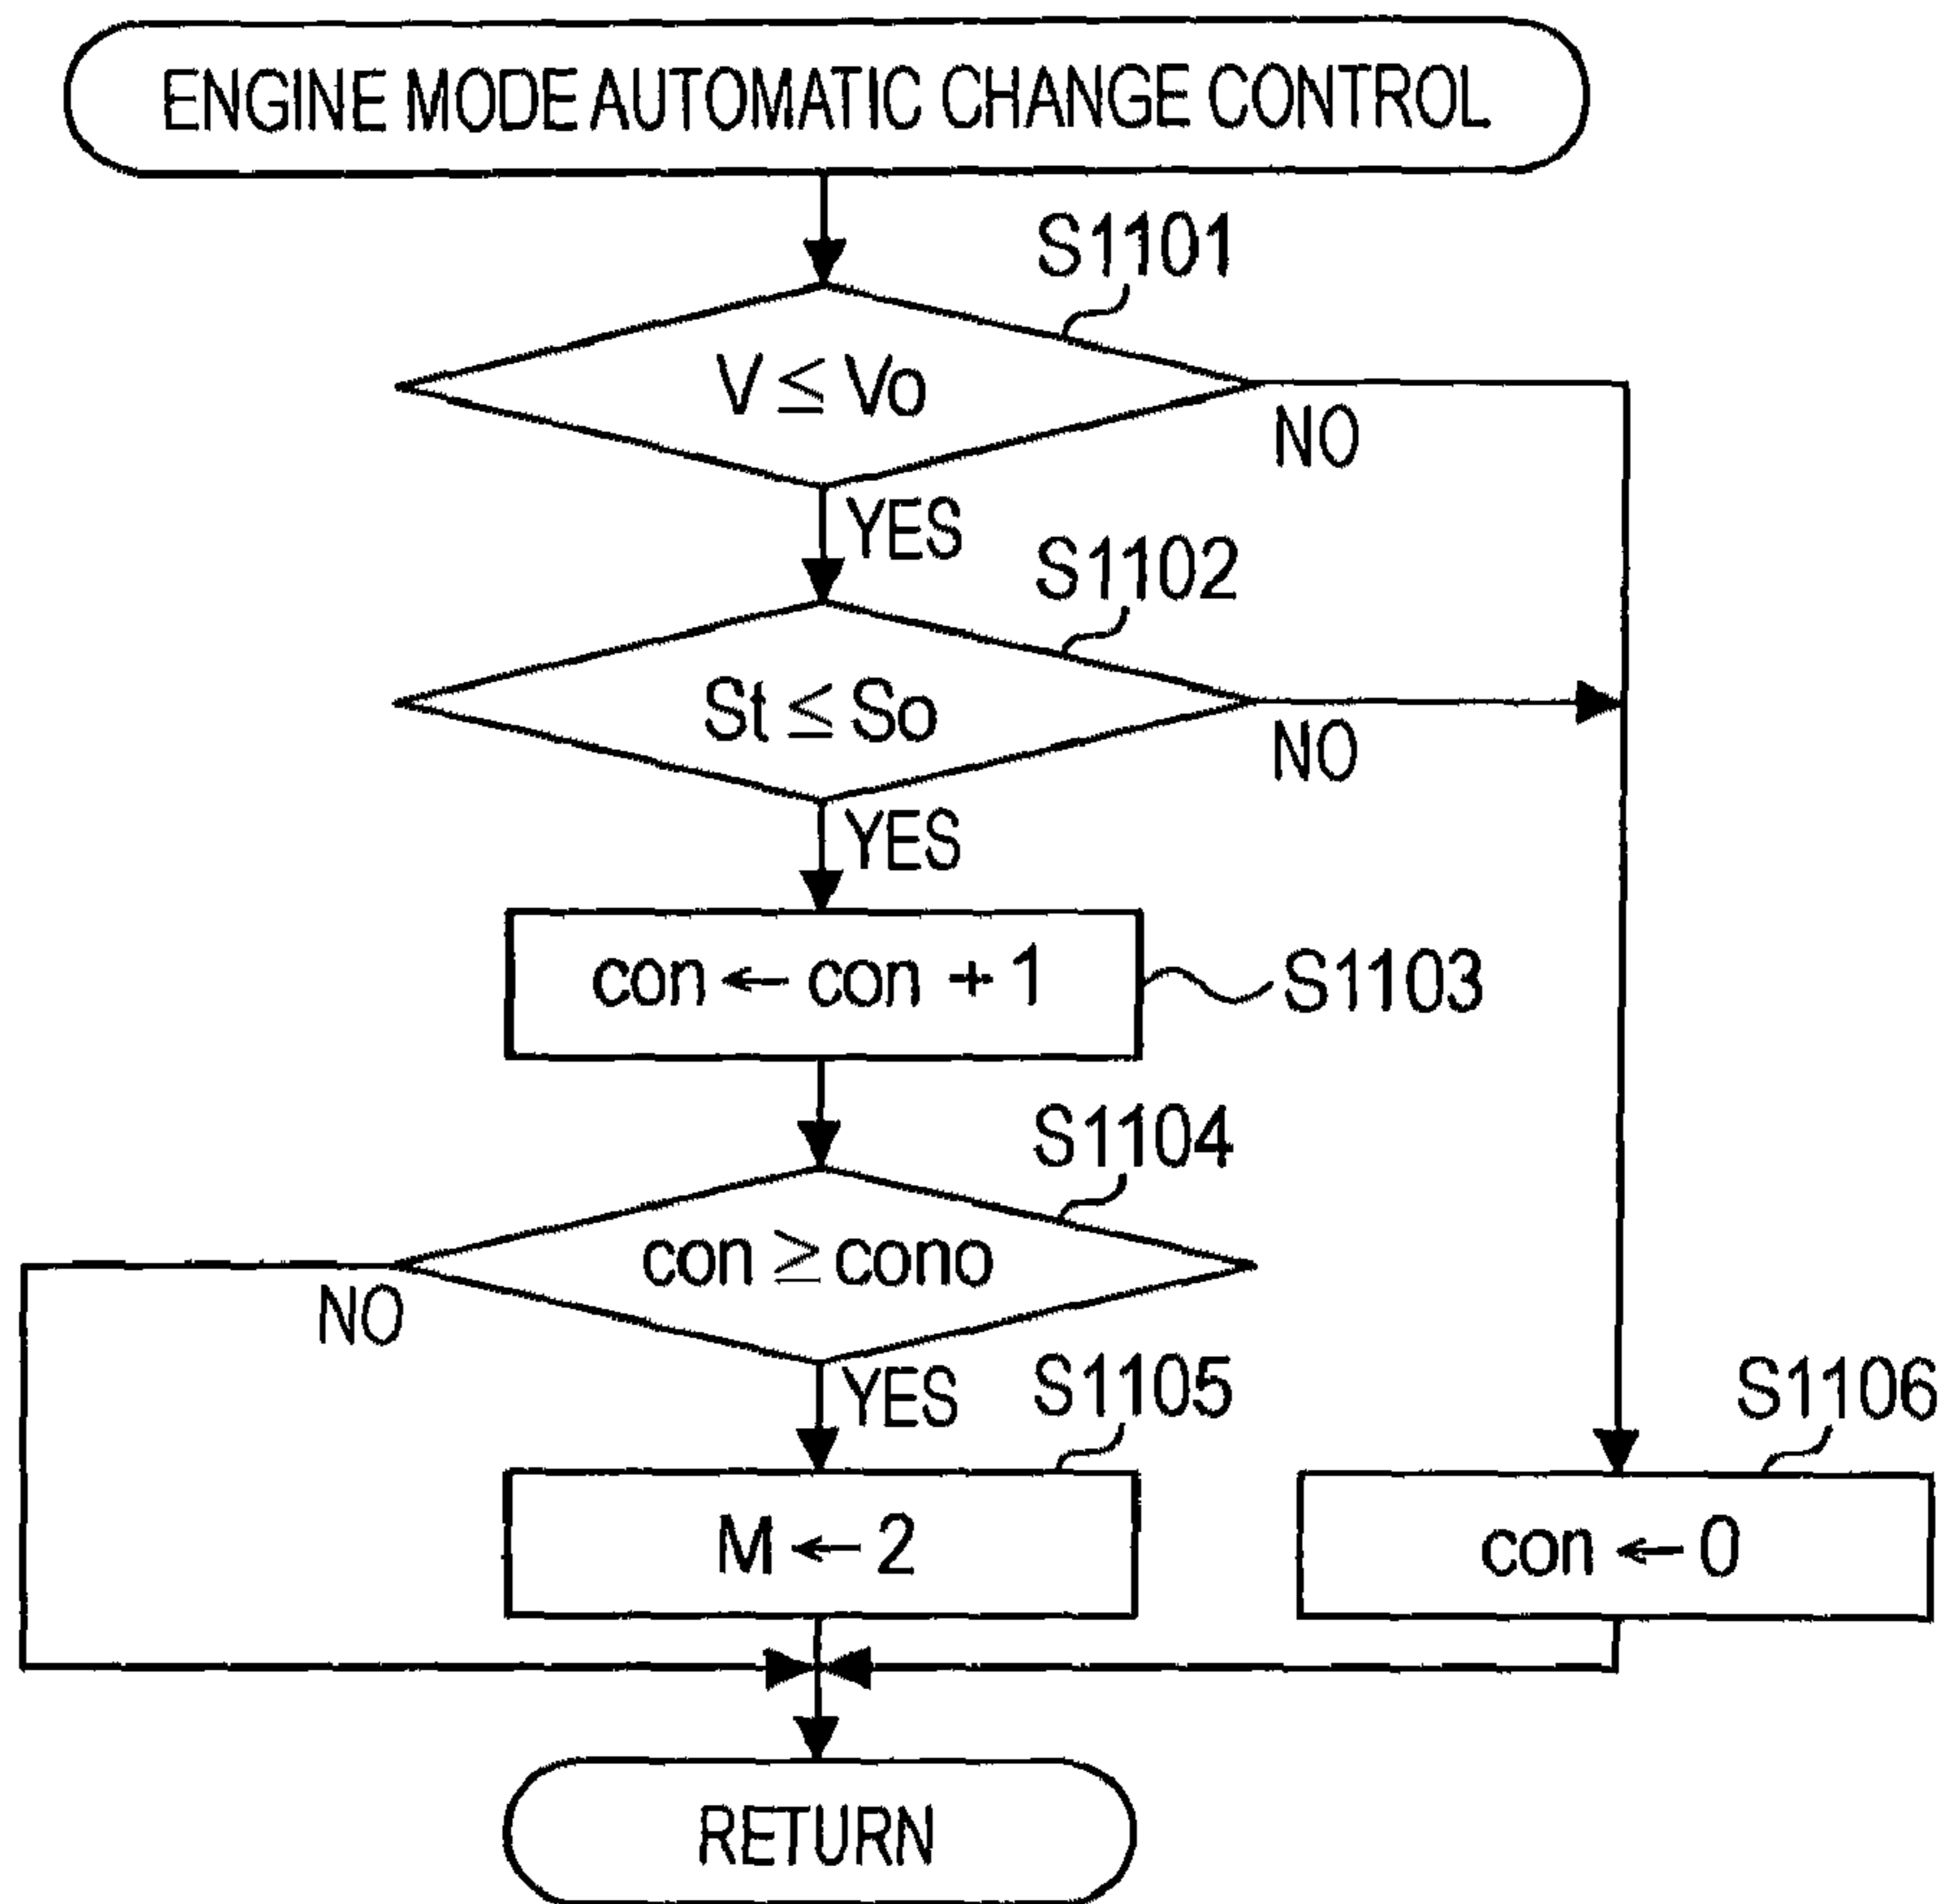 ENGINE MODE AUTOMATIC CHANGE CONTROL
S1101
V ≤ Vo
NO
YES
S1102
St ≤ So
NO
YES
con ← con + 1
S1103
S1104
con ≥ cono
NO
YES
S1105
S1106
M ← 2
con ← 0
RETURN